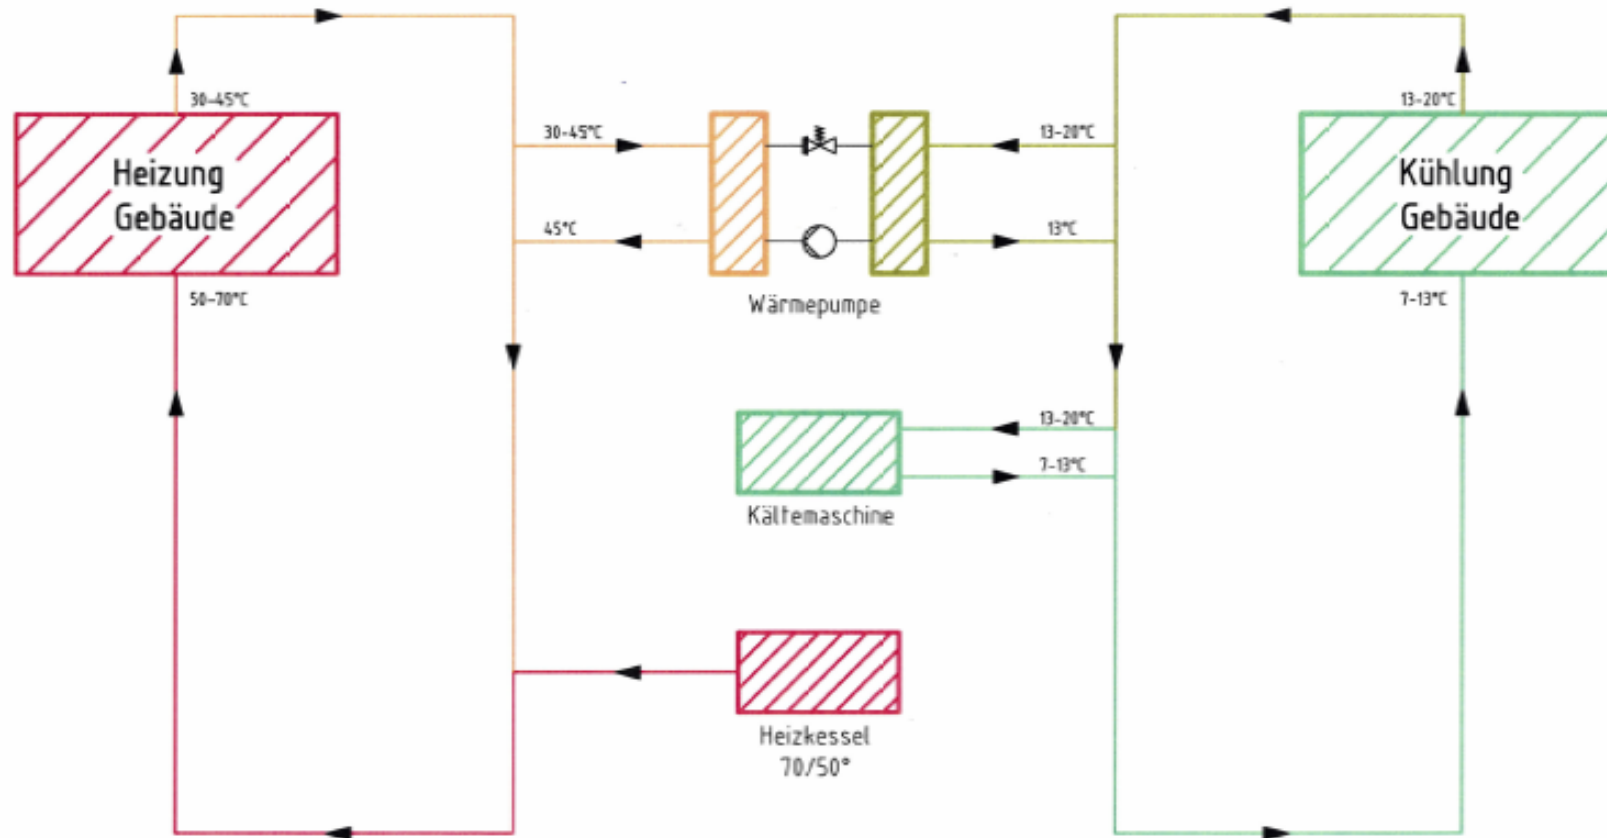 30-45°C
13-20°C
30-45°C
13-20°C
Heizung
Gebäude
Kühlung
Gebäude
45°C
13°C
50-70°C
Wärmepumpe
7-13°C
13-20°C
7-13°C
Kältemaschine
Heizkessel
70/50°